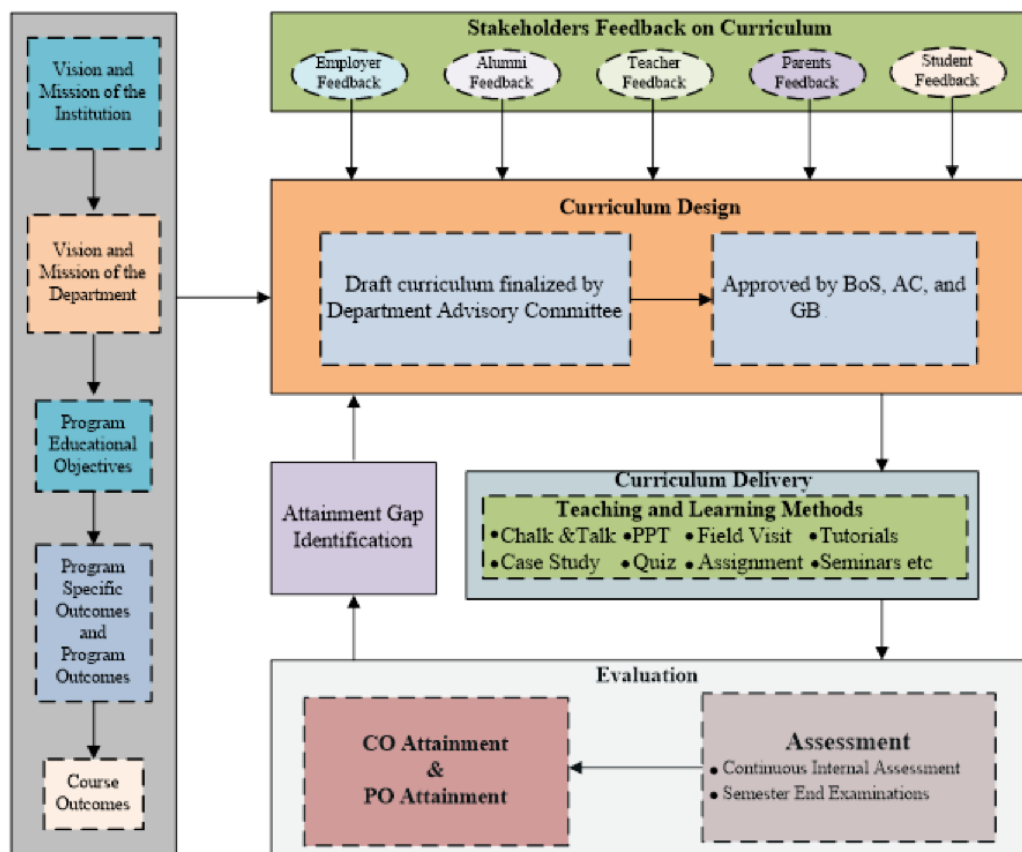 Vision and
Mission of the
Institution
Vision and
Mission of the
Department
Program
Educational
Objectives
Program
Specific
Outcomes
and
Program
Outcomes
Course
Outcomes
Stakeholders Feedback on Curriculum
Employer
Feedback
Alumni
Feedback
Teacher
Feedback
Parents
Feedback
Student
Feedback
Curriculum Design
Draft curriculum finalized by
Department Advisory Committee
Approved by BoS, AC, and
GB .
Attainment Gap
Identification
Curriculum Delivery
Teaching and Learning Methods
•Chalk &Talk •PPT •Field Visit •Tutorials
•Case Study •Quiz •Assignment •Seminars etc
Evaluation
CO Attainment
&
PO Attainment
Assessment
• Continuous Internal Assessment
• Semester End Examinations